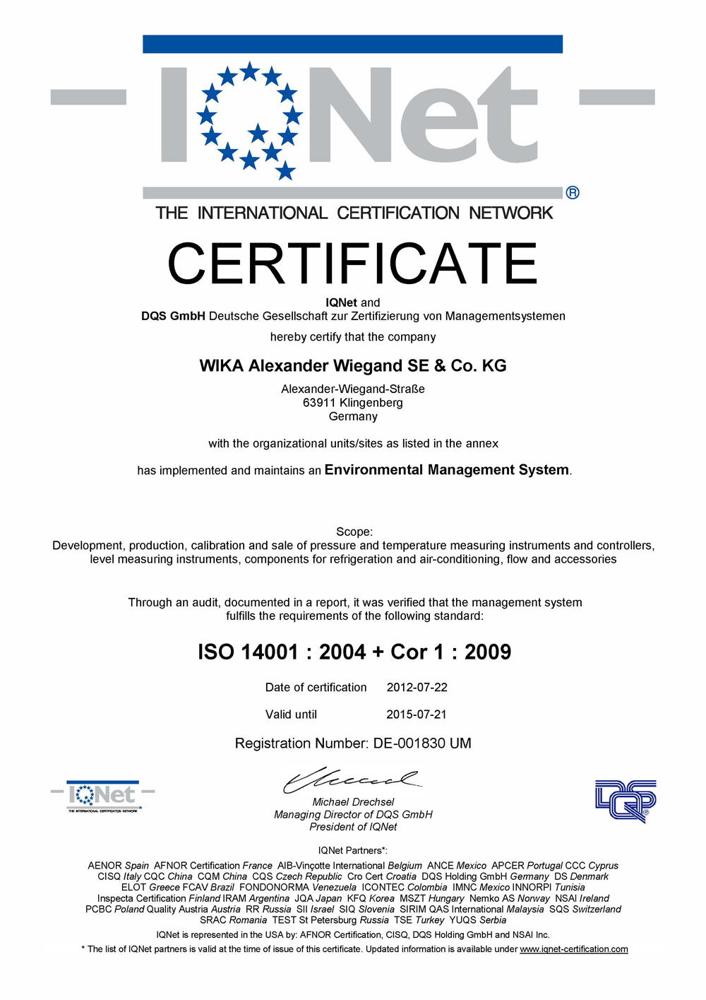 IQNet
®
THE INTERNATIONAL CERTIFICATION NETWORK
CERTIFICATE
IQNet and
DQS GmbH Deutsche Gesellschaft zur Zertifizierung von Managementsystemen
hereby certify that the company
WIKA Alexander Wiegand SE & Co. KG
Alexander-Wiegand-Straße
63911 Klingenberg
Germany
with the organizational units/sites as listed in the annex
has implemented and maintains an Environmental Management System.
Scope:
Development, production, calibration and sale of pressure and temperature measuring instruments and controllers,
level measuring instruments, components for refrigeration and air-conditioning, flow and accessories
Through an audit, documented in a report, it was verified that the management system
fulfills the requirements of the following standard:
ISO 14001 : 2004 + Cor 1 : 2009
Date of certification 2012-07-22
Valid until 2015-07-21
Registration Number: DE-001830 UM
IQNet
THE INTERNATIONAL CERTIFICATION NETWORK
DQS ®
Michael Drechsel
Managing Director of DQS GmbH
President of IQNet
IQNet Partners*:
AENOR Spain AFNOR Certification France AIB-Vinçotte International Belgium ANCE Mexico APCER Portugal CCC Cyprus
CISQ Italy CQC China CQM China CQS Czech Republic Cro Cert Croatia DQS Holding GmbH Germany DS Denmark
ELOT Greece FCAV Brazil FONDONORMA Venezuela ICONTEC Colombia IMNC Mexico INNORPI Tunisia
Inspecta Certification Finland IRAM Argentina JQA Japan KFQ Korea MSZT Hungary Nemko AS Norway NSAI Ireland
PCBC Poland Quality Austria Austria RR Russia SII Israel SIQ Slovenia SIRIM QAS International Malaysia SQS Switzerland
SRAC Romania TEST St Petersburg Russia TSE Turkey YUQS Serbia
IQNet is represented in the USA by: AFNOR Certification, CISQ, DQS Holding GmbH and NSAI Inc.
* The list of IQNet partners is valid at the time of issue of this certificate. Updated information is available under www.iqnet-certification.com